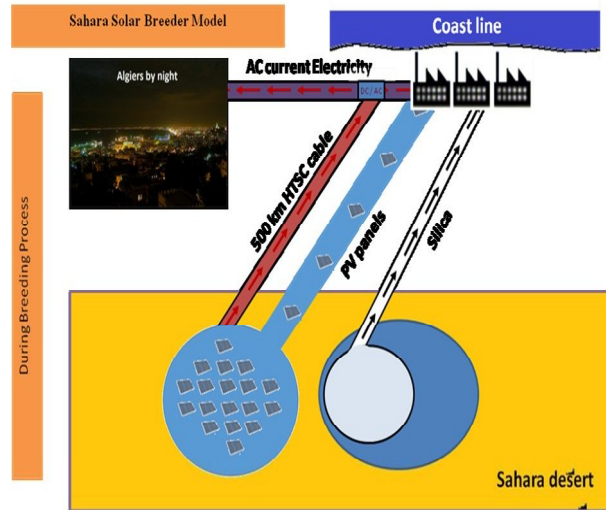 Sahara Solar Breeder Model
Coast line
AC current Electricity
Algiers by night
DC/AC
During Breeding Process
500 km HTSC cable
PV panels
Silica
Sahara desert